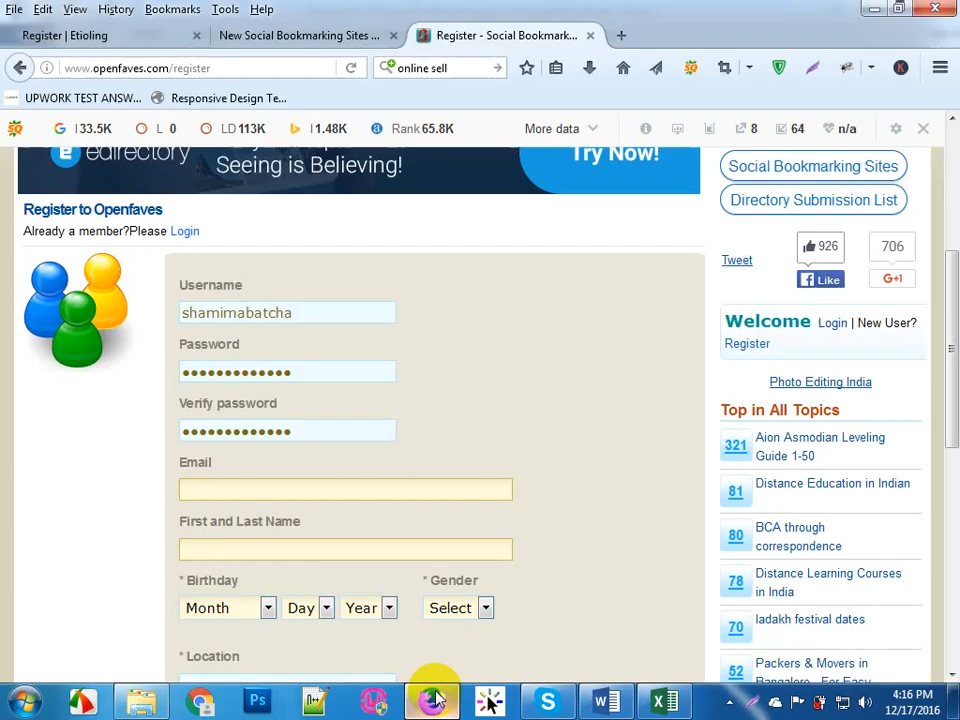 File Edit View History Bookmarks Tools Help
Register | Etioling
New Social Bookmarking Sites ...
Register - Social Bookmark...
www.openfaves.com/register
online sell
UPWORK TEST ANSW...
Responsive Design Te...
I 33.5K
L 0
LD 113K
I 1.48K
Rank 65.8K
More data
8
64
n/a
edirectory
Seeing is Believing!
Try Now!
Social Bookmarking Sites
Directory Submission List
Register to Openfaves
Already a member?Please Login
Tweet
926
Like
706
G+1
Username
shamimabatcha
Password
Verify password
Email
First and Last Name
* Birthday
* Gender
Month
Day
Year
Select
* Location
Welcome Login | New User?
Register
Photo Editing India
Top in All Topics
321
Aion Asmodian Leveling
Guide 1-50
81
Distance Education in Indian
80
BCA through
correspondence
78
Distance Learning Courses
in India
70
ladakh festival dates
52
Packers & Movers in
Bangalore - For Easy
4:16 PM
12/17/2016